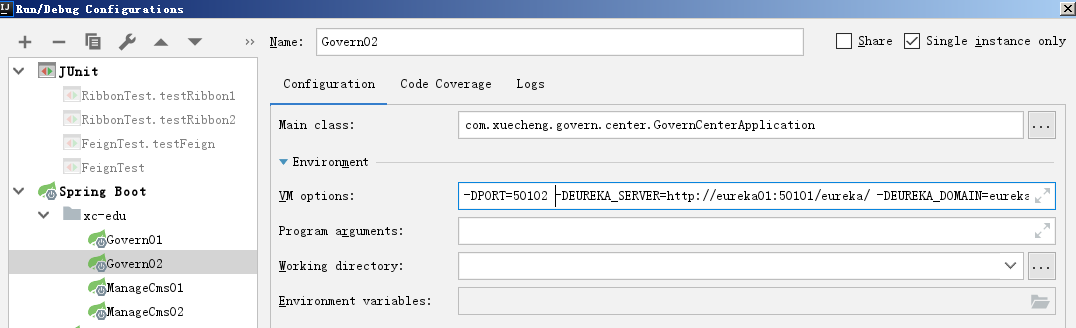 Run/Debug Configurations
Name: Govern02
Share
Single instance only
JUnit
RibbonTest.testRibbon1
RibbonTest.testRibbon2
FeignTest.testFeign
FeignTest
Spring Boot
xc-edu
Govern01
Govern02
ManageCms01
ManageCms02
Configuration
Code Coverage
Logs
Main class: com.xuecheng.govern.center.GovernCenterApplication
Environment
VM options: -DPORT=50102 -DEUREKA_SERVER=http://eureka01:50101/eureka/ -DEUREKA_DOMAIN=eureka
Program arguments:
Working directory:
Environment variables: